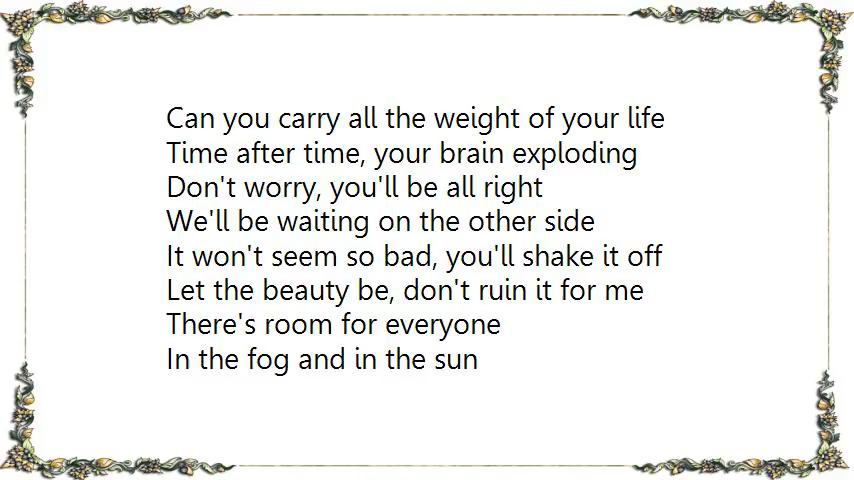 Can you carry all the weight of your life
Time after time, your brain exploding
Don't worry, you'll be all right
We'll be waiting on the other side
It won't seem so bad, you'll shake it off
Let the beauty be, don't ruin it for me
There's room for everyone
In the fog and in the sun